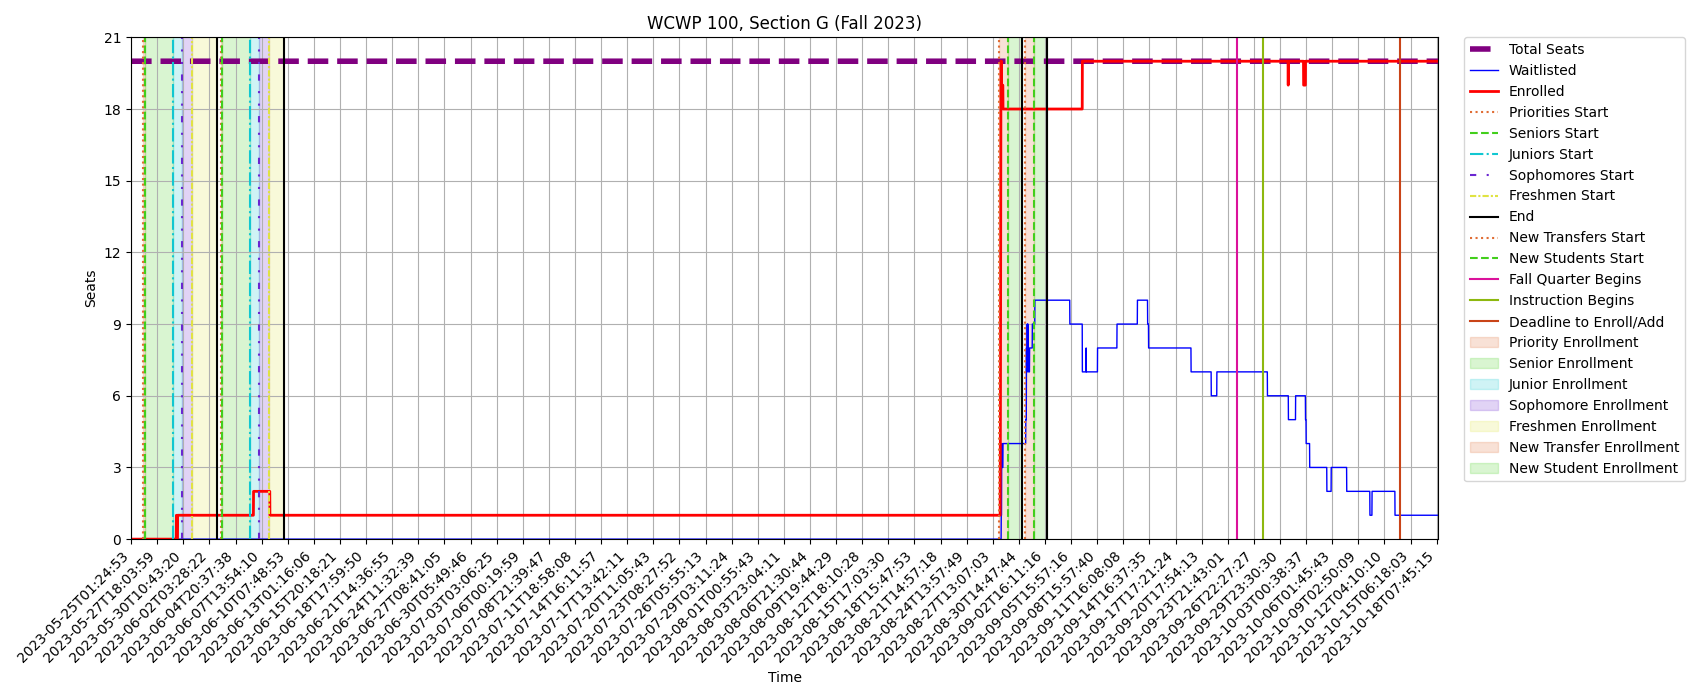 WCWP 100, Section G (Fall 2023)
21
18
15
12
9
6
3
0
Seats
2023-05-25T01:24:53
2023-05-27T18:03:59
2023-05-30T10:43:20
2023-06-02T03:28:22
2023-06-04T20:37:38
2023-06-07T13:54:10
2023-06-10T07:48:53
2023-06-13T01:16:06
2023-06-15T20:18:21
2023-06-18T17:59:50
2023-06-21T14:36:55
2023-06-24T11:32:39
2023-06-27T08:41:05
2023-06-30T05:49:46
2023-07-03T03:06:25
2023-07-06T00:19:59
2023-07-08T21:39:47
2023-07-11T18:58:08
2023-07-14T16:11:57
2023-07-17T13:42:11
2023-07-20T11:05:43
2023-07-23T08:27:52
2023-07-26T05:55:13
2023-07-29T03:11:24
2023-08-01T00:55:43
2023-08-03T23:04:11
2023-08-06T21:30:44
2023-08-09T19:44:29
2023-08-12T18:10:28
2023-08-15T17:03:30
2023-08-18T15:47:53
2023-08-21T14:57:18
2023-08-24T13:57:49
2023-08-27T13:07:03
2023-08-30T14:47:44
2023-09-02T16:11:16
2023-09-05T15:57:16
2023-09-08T15:57:40
2023-09-11T16:08:08
2023-09-14T16:37:35
2023-09-17T17:21:24
2023-09-20T17:54:13
2023-09-23T21:43:01
2023-09-26T22:27:27
2023-09-29T23:30:30
2023-10-03T00:38:37
2023-10-06T01:45:43
2023-10-09T02:50:09
2023-10-12T04:10:16
2023-10-15T06:18:03
2023-10-18T07:45:15
Time
Total Seats
Waitlisted
Enrolled
Priorities Start
Seniors Start
Juniors Start
Sophomores Start
Freshmen Start
End
New Transfers Start
New Students Start
Fall Quarter Begins
Instruction Begins
Deadline to Enroll/Add
Priority Enrollment
Senior Enrollment
Junior Enrollment
Sophomore Enrollment
Freshmen Enrollment
New Transfer Enrollment
New Student Enrollment